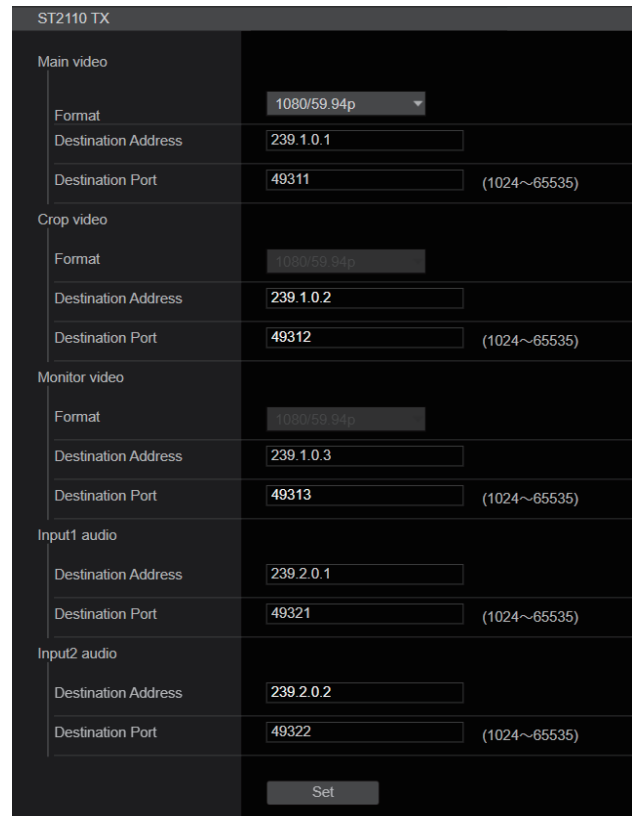 ST2110 TX
Main video
Format 1080/59.94p
Destination Address 239.1.0.1
Destination Port 49311 (1024～65535)
Crop video
Format 1080/59.94p
Destination Address 239.1.0.2
Destination Port 49312 (1024～65535)
Monitor video
Format 1080/59.94p
Destination Address 239.1.0.3
Destination Port 49313 (1024～65535)
Input1 audio
Destination Address 239.2.0.1
Destination Port 49321 (1024～65535)
Input2 audio
Destination Address 239.2.0.2
Destination Port 49322 (1024～65535)
Set